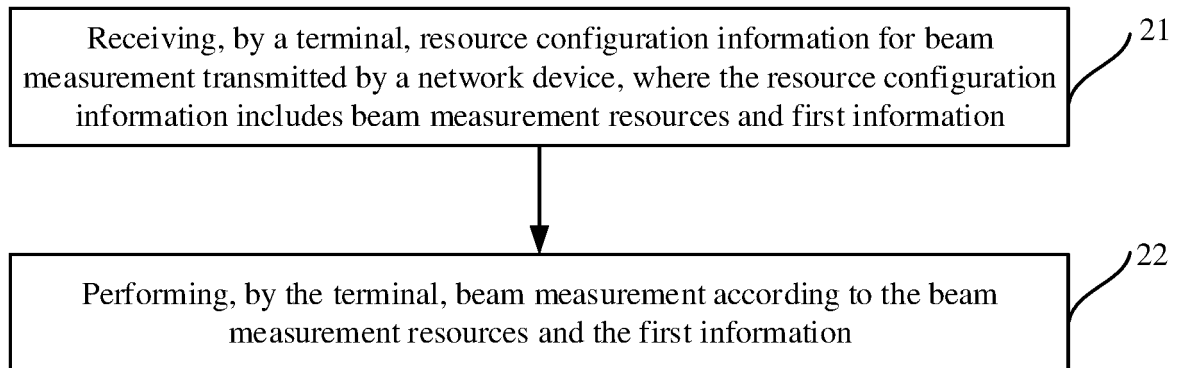 Receiving, by a terminal, resource configuration information for beam
measurement transmitted by a network device, where the resource configuration
information includes beam measurement resources and first information
21
Performing, by the terminal, beam measurement according to the beam
measurement resources and the first information
22